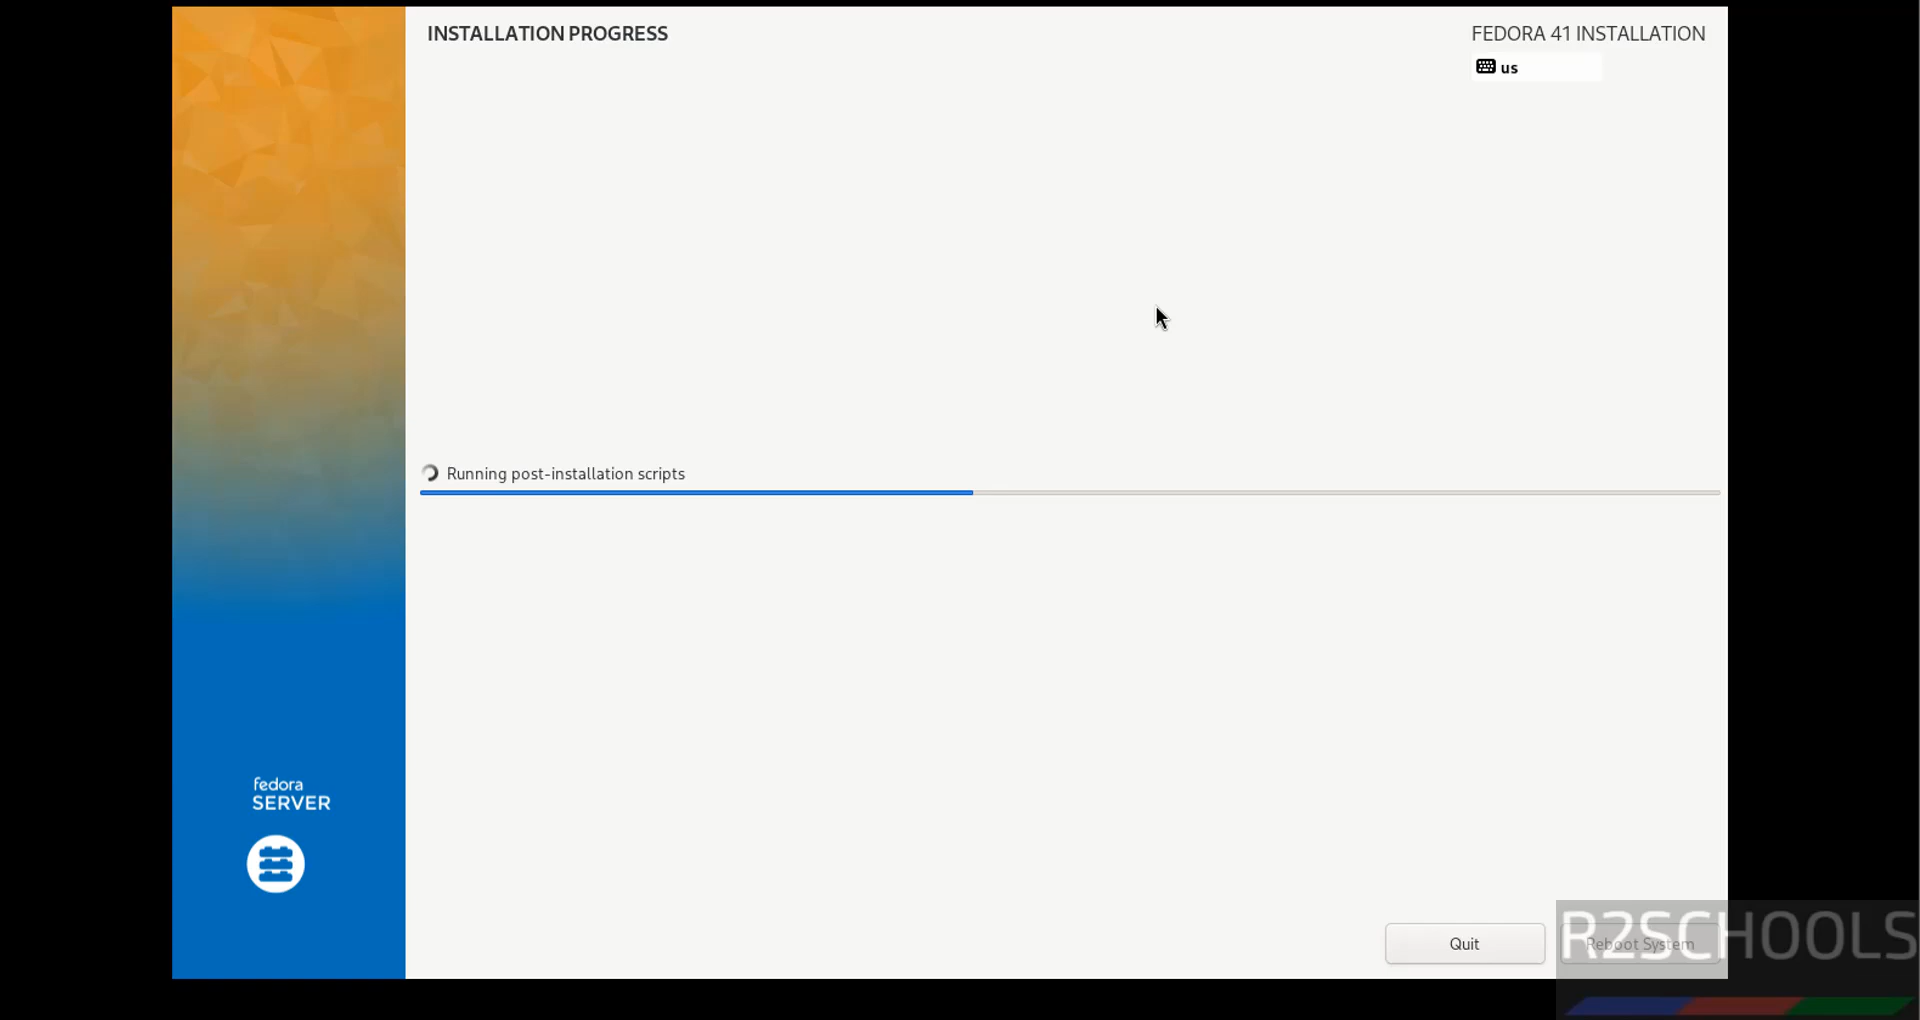 INSTALLATION PROGRESS
FEDORA 41 INSTALLATION
us
Running post-installation scripts
fedora
SERVER
Quit
Reboot System
R2SCHOOLS